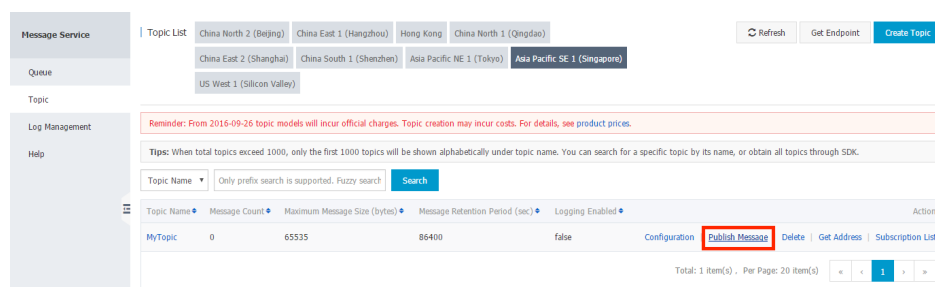 Message Service
Queue
Topic
Log Management
Help
Topic List China North 2 (Beijing) China East 1 (Hangzhou) Hong Kong China North 1 (Qingdao) Refresh Get Endpoint Create Topic
China East 2 (Shanghai) China South 1 (Shenzhen) Asia Pacific NE 1 (Tokyo) Asia Pacific SE 1 (Singapore)
US West 1 (Silicon Valley)
Reminder: From 2016-09-26 topic models will incur official charges. Topic creation may incur costs. For details, see product prices.
Tips: When total topics exceed 1000, only the first 1000 topics will be shown alphabetically under topic name. You can search for a specific topic by its name, or obtain all topics through SDK.
Topic Name Only prefix search is supported. Fuzzy search Search
Topic Name Message Count Maximum Message Size (bytes) Message Retention Period (sec) Logging Enabled Action
MyTopic 0 65535 86400 false Configuration | Publish Message | Delete | Get Address | Subscription List
Total: 1 item(s) , Per Page: 20 item(s) « ‹ 1 › »